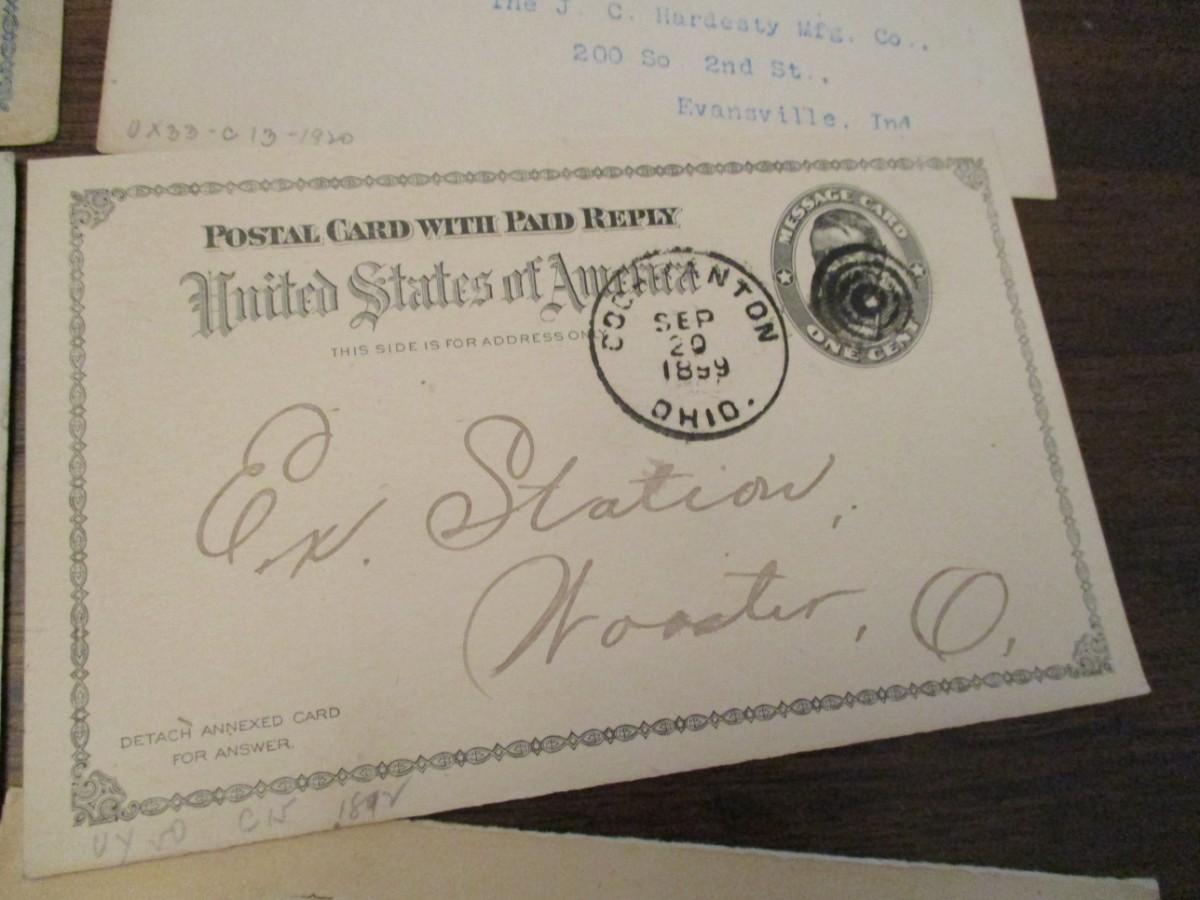 The J. C. Hardesty Mfg. Co.,
200 So 2nd St.,
Evansville, Ind
UX33-C13-1920
POSTAL CARD WITH PAID REPLY
United States of America
THIS SIDE IS FOR ADDRESS ONLY
MESSAGE CARD
ONE CENT
SEP
20
1899
OHIO.
Ex. Station,
Wooster, O.
DETACH ANNEXED CARD
FOR ANSWER.
1892